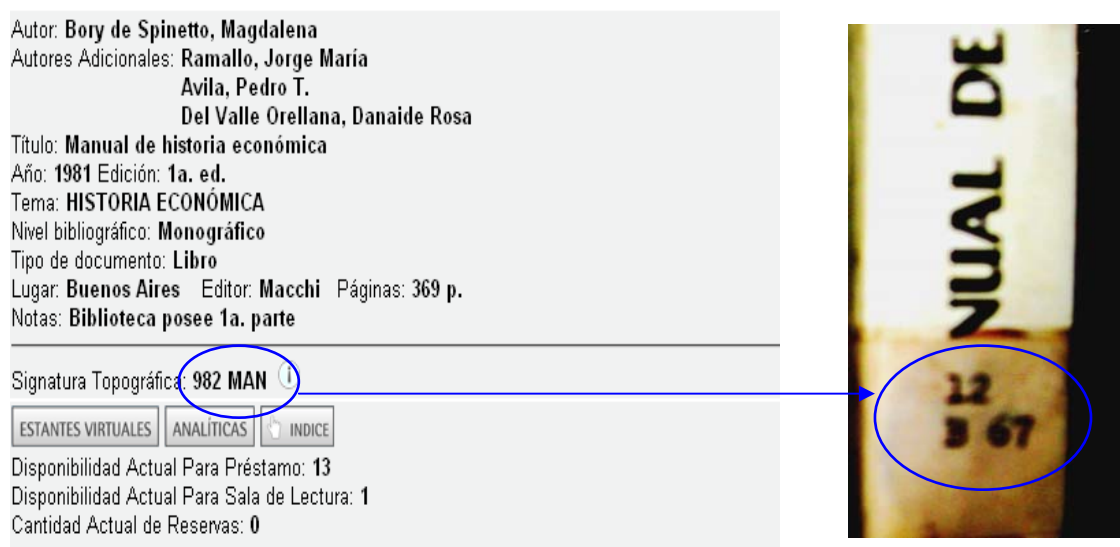 Autor: Bory de Spinetto, Magdalena
Autores Adicionales: Ramallo, Jorge María
Avila, Pedro T.
Del Valle Orellana, Danaide Rosa
Título: Manual de historia económica
Año: 1981 Edición: 1a. ed.
Tema: HISTORIA ECONÓMICA
Nivel bibliográfico: Monográfico
Tipo de documento: Libro
Lugar: Buenos Aires Editor: Macchi Páginas: 369 p.
Notas: Biblioteca posee 1a. parte
Signatura Topográfica: 982 MAN i
ESTANTES VIRTUALES ANALÍTICAS INDICE
Disponibilidad Actual Para Préstamo: 13
Disponibilidad Actual Para Sala de Lectura: 1
Cantidad Actual de Reservas: 0
NUAL DE
12
67